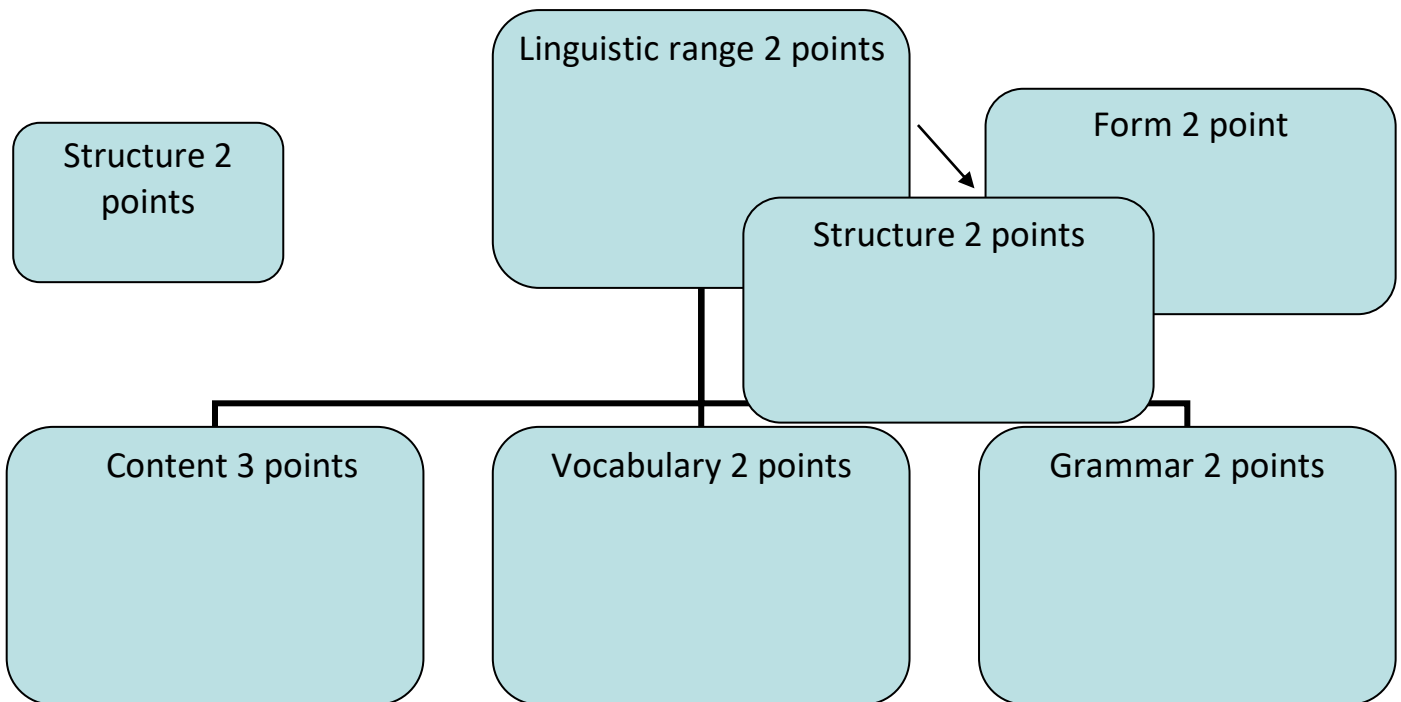 Linguistic range 2 points
Form 2 point
Structure 2
points
Structure 2 points
Content 3 points
Vocabulary 2 points
Grammar 2 points